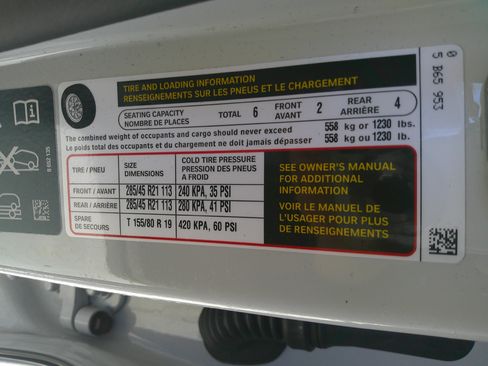 TIRE AND LOADING INFORMATION
RENSEIGNEMENTS SUR LES PNEUS ET LE CHARGEMENT
SEATING CAPACITY
NOMBRE DE PLACES
TOTAL 6
FRONT
AVANT 2
REAR
ARRIÈRE 4
The combined weight of occupants and cargo should never exceed 558 kg or 1230 lbs.
Le poids total des occupants et du chargement ne doit jamais dépasser 558 kg ou 1230 lb.
TIRE / PNEU
SIZE
DIMENSIONS
COLD TIRE PRESSURE
PRESSION DES PNEUS
A FROID
FRONT / AVANT 285/45 R21 113 240 KPA, 35 PSI
REAR / ARRIÈRE 285/45 R21 113 280 KPA, 41 PSI
SPARE
DE SECOURS
T 155/80 R 19 420 KPA, 60 PSI
SEE OWNER'S MANUAL
FOR ADDITIONAL
INFORMATION
VOIR LE MANUEL DE
L'USAGER POUR PLUS
DE RENSEIGNEMENTS
0
5 B65 953
8 852 135